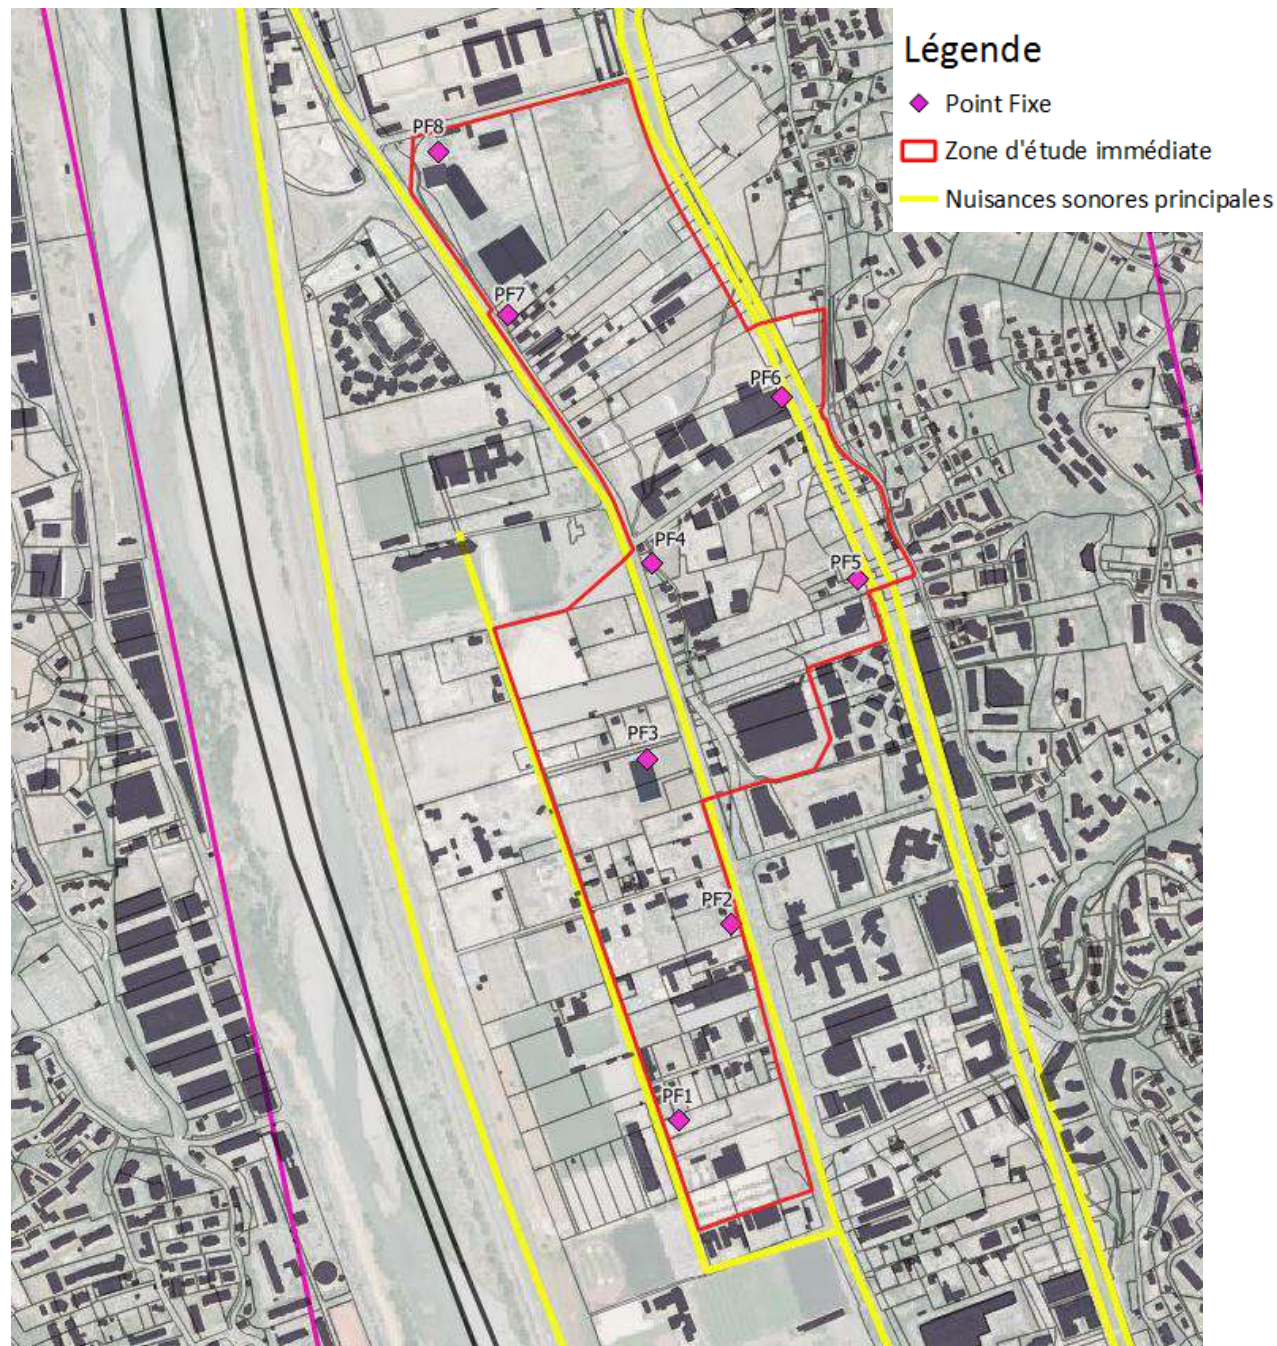 Légende
Point Fixe
Zone d'étude immédiate
Nuisances sonores principales
PF8
PF7
PF6
PF4
PF5
PF3
PF2
PF1